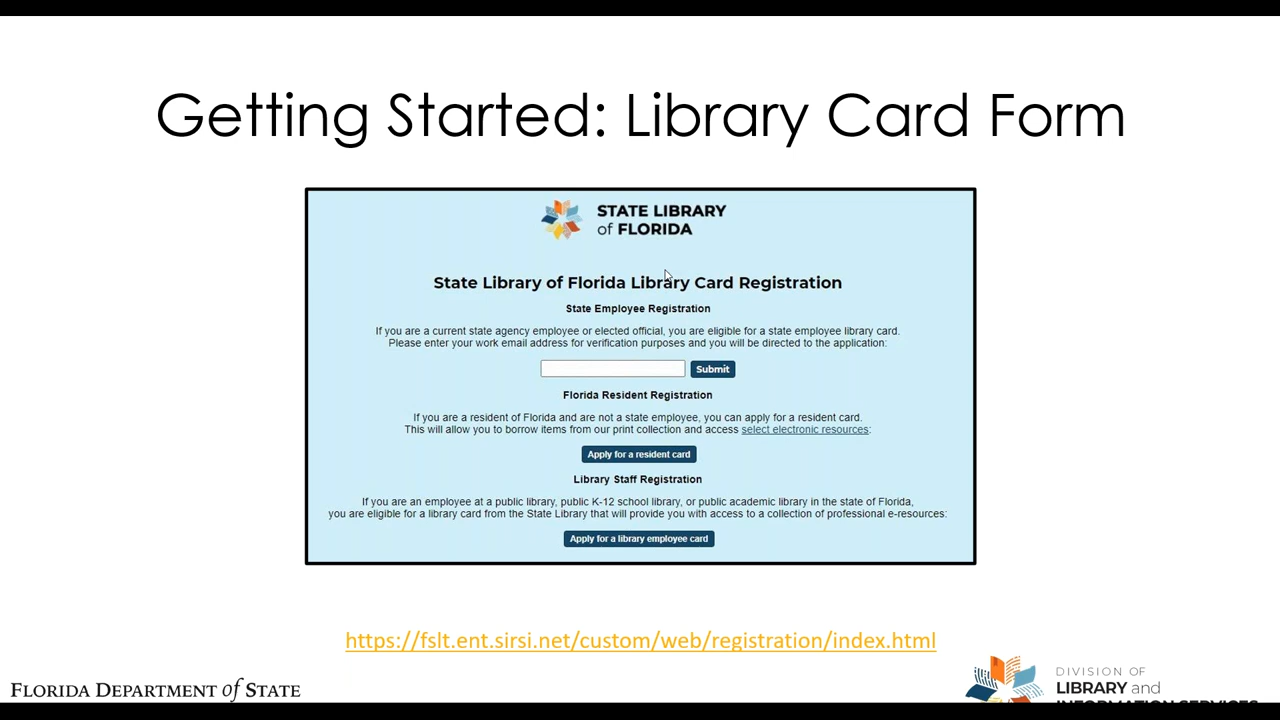 Getting Started: Library Card Form
STATE LIBRARY
of FLORIDA
State Library of Florida Library Card Registration
State Employee Registration
If you are a current state agency employee or elected official, you are eligible for a state employee library card.
Please enter your work email address for verification purposes and you will be directed to the application:
Submit
Florida Resident Registration
If you are a resident of Florida and are not a state employee, you can apply for a resident card.
This will allow you to borrow items from our print collection and access select electronic resources:
Apply for a resident card
Library Staff Registration
If you are an employee at a public library, public K-12 school library, or public academic library in the state of Florida,
you are eligible for a library card from the State Library that will provide you with access to a collection of professional e-resources:
Apply for a library employee card
https://fslt.ent.sirsi.net/custom/web/registration/index.html
FLORIDA DEPARTMENT of STATE
DIVISION OF
LIBRARY and
INFORMATION SERVICES